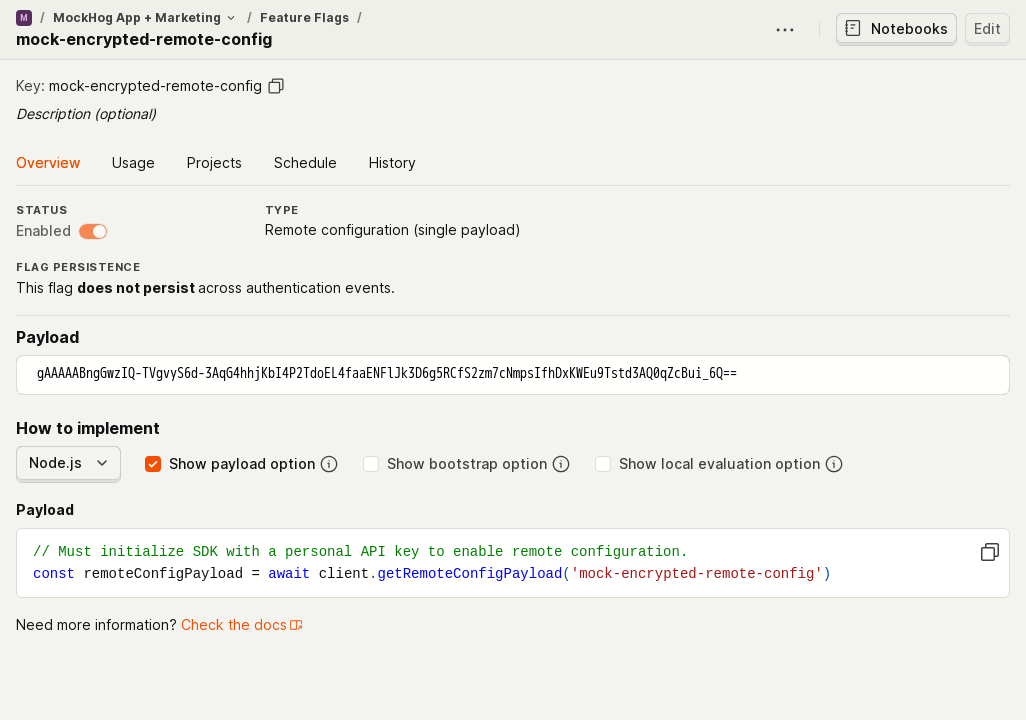 M / MockHog App + Marketing / Feature Flags /
mock-encrypted-remote-config
Notebooks
Edit
Key: mock-encrypted-remote-config
Description (optional)
Overview Usage Projects Schedule History
STATUS TYPE
Enabled Remote configuration (single payload)
FLAG PERSISTENCE
This flag does not persist across authentication events.
Payload
gAAAAABngGwzIQ-TVgvyS6d-3AqG4hhjKbI4P2TdoEL4faaENFlJk3D6g5RCfS2zm7cNmpsIfhDxKWEu9Tstd3AQ0qZcBui_6Q==
How to implement
Node.js Show payload option Show bootstrap option Show local evaluation option
Payload
// Must initialize SDK with a personal API key to enable remote configuration.
const remoteConfigPayload = await client.getRemoteConfigPayload('mock-encrypted-remote-config')
Need more information? Check the docs